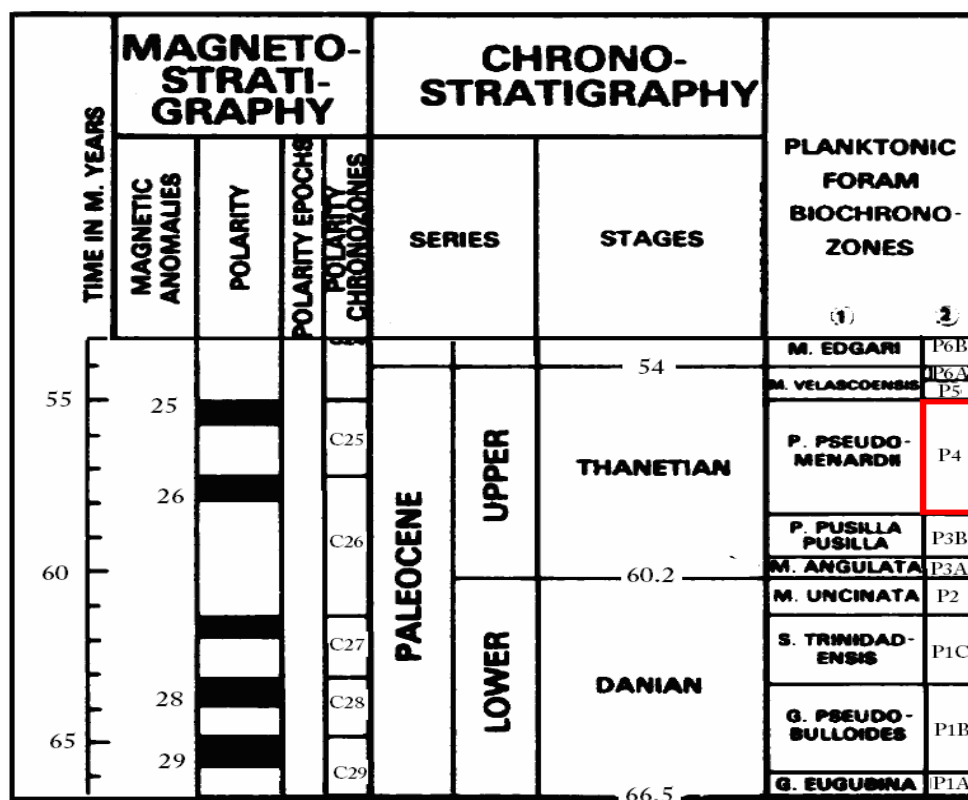 MAGNETO-
STRATI-
GRAPHY
CHRONO-
STRATIGRAPHY
TIME IN M. YEARS
MAGNETIC
ANOMALIES
POLARITY
POLARITY EPOCHS
POLARITY
CHRONOZONES
SERIES
STAGES
PLANKTONIC
FORAM
BIOCHRONO-
ZONES
1
2
M. EDGARI
P6B
54
P6A
M. VELASCOENSIS
P5
55
25
C25
P. PSEUDO-
MENARDII
P4
UPPER
THANETIAN
26
C26
P. PUSILLA
PUSILLA
P3B
60
M. ANGULATA
P3A
60.2
PALEOCENE
M. UNCINATA
P2
C27
S. TRINIDAD-
ENSIS
P1C
LOWER
DANIAN
28
C28
G. PSEUDO-
BULLOIDES
P1B
65
29
C29
G. EUGUBINA
P1A
66.5